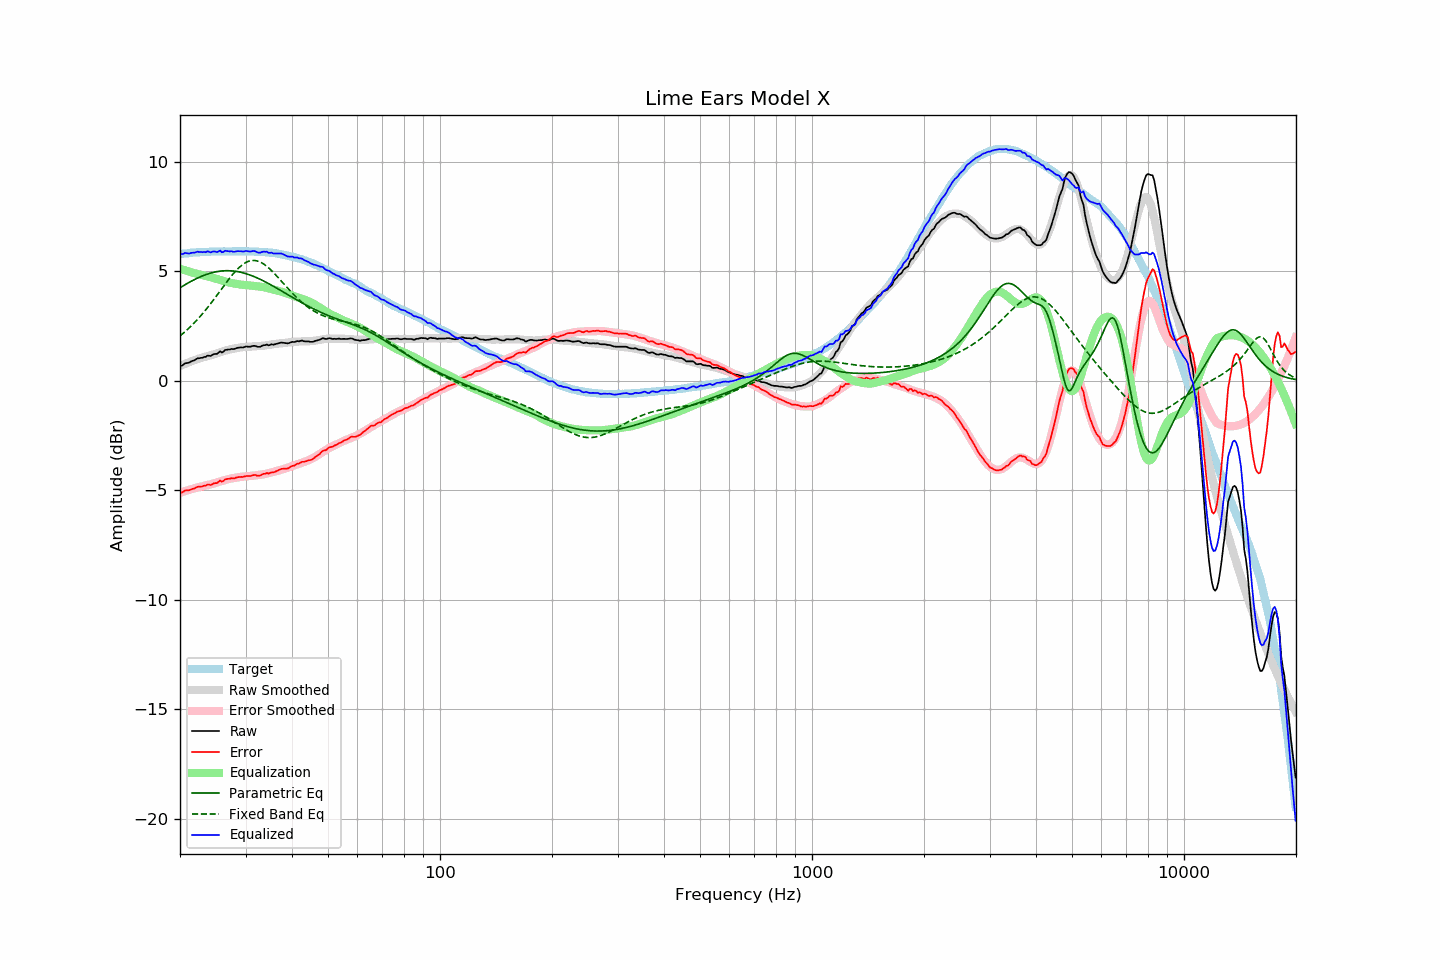 Lime Ears Model X
Amplitude (dBr)
10
5
0
−5
−10
−15
−20
Target
Raw Smoothed
Error Smoothed
Raw
Error
Equalization
Parametric Eq
Fixed Band Eq
Equalized
100
1000
10000
Frequency (Hz)